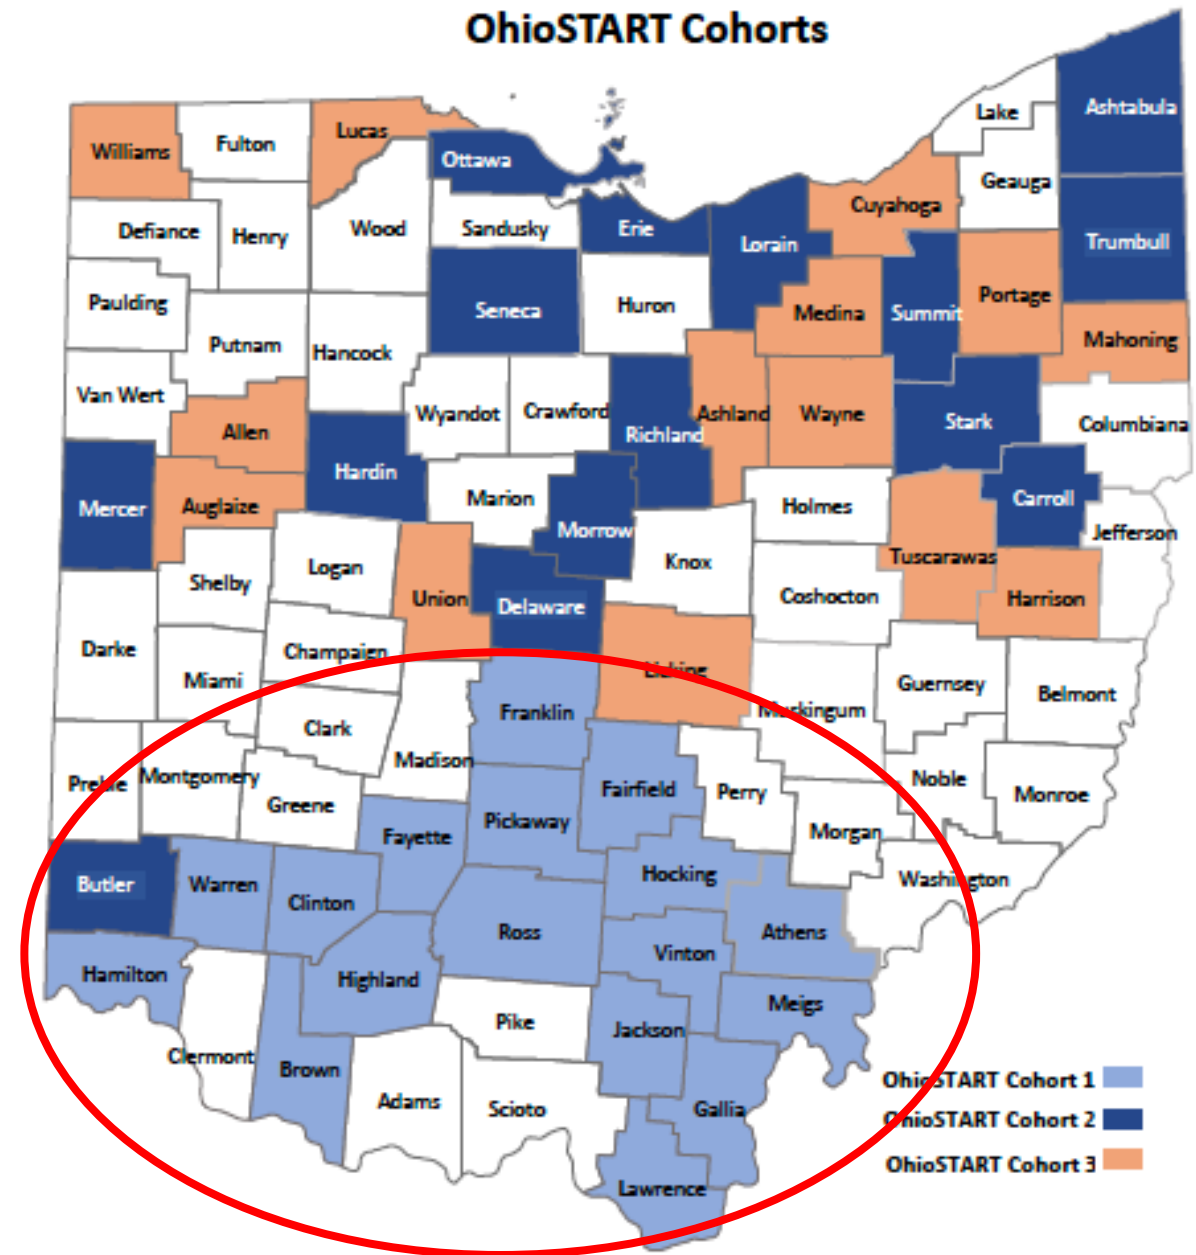 OhioSTART Cohorts
Lake
Ashtabula
Williams
Fulton
Lucas
Ottawa
Geauga
Cuyahoga
Defiance
Henry
Wood
Sandusky
Erie
Lorain
Trumbull
Paulding
Seneca
Huron
Medina
Summit
Portage
Putnam
Hancock
Mahoning
Van Wert
Allen
Wyandot
Crawford
Richland
Ashland
Wayne
Stark
Columbiana
Mercer
Auglaize
Hardin
Marion
Morrow
Holmes
Carroll
Jefferson
Shelby
Logan
Union
Delaware
Knox
Coshocton
Tuscarawas
Harrison
Darke
Miami
Champaign
Licking
Muskingum
Guernsey
Belmont
Franklin
Clark
Madison
Preble
Montgomery
Greene
Fairfield
Perry
Noble
Monroe
Fayette
Pickaway
Morgan
Washington
Butler
Warren
Clinton
Hocking
Ross
Athens
Vinton
Hamilton
Highland
Meigs
Pike
Jackson
Clermont
Brown
Adams
Scioto
Gallia
Lawrence
OhioSTART Cohort 1
OhioSTART Cohort 2
OhioSTART Cohort 3